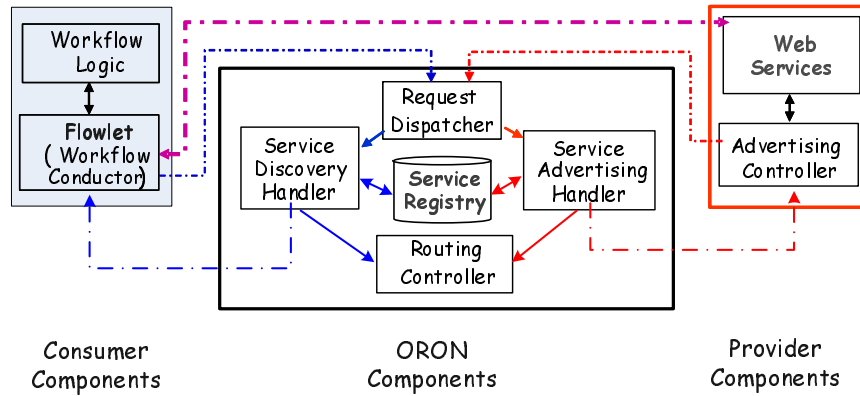 Workflow
Logic
Flowlet
( Workflow
Conductor)
Request
Dispatcher
Service
Discovery
Handler
Service
Registry
Service
Advertising
Handler
Routing
Controller
Web
Services
Advertising
Controller
Consumer
Components
ORON
Components
Provider
Components